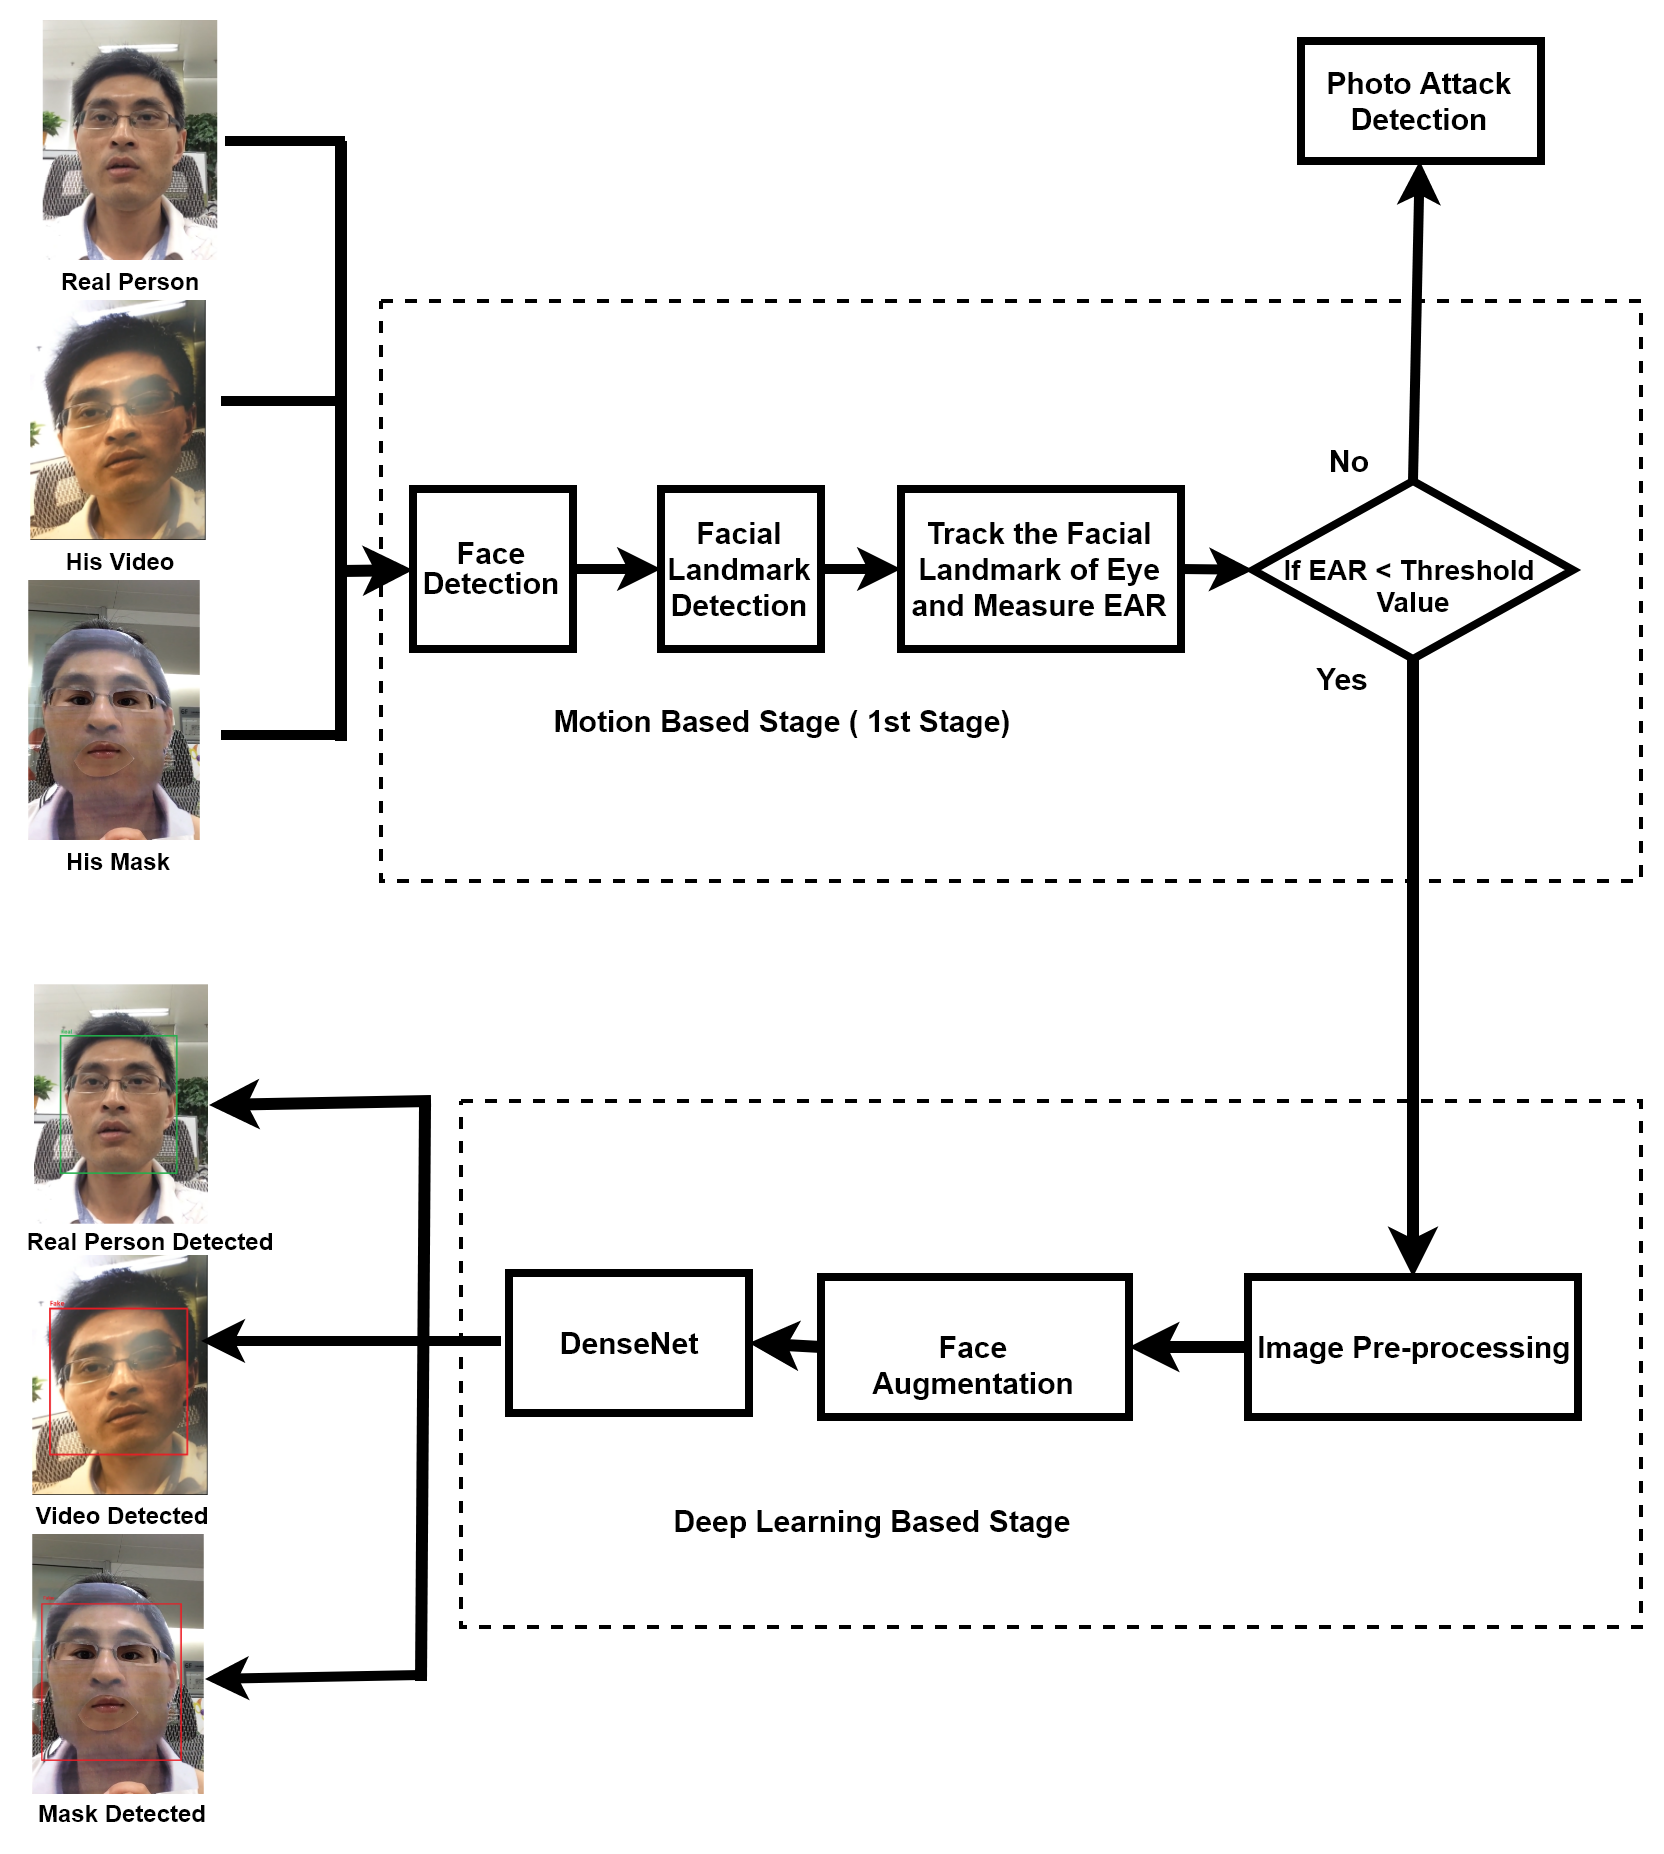 Real Person
His Video
His Mask
Photo Attack
Detection
Face
Detection
Facial
Landmark
Detection
Track the Facial
Landmark of Eye
and Measure EAR
If EAR < Threshold
Value
No
Yes
Motion Based Stage ( 1st Stage)
Image Pre-processing
Face
Augmentation
DenseNet
Deep Learning Based Stage
Real
Real Person Detected
Fake
Video Detected
Mask Detected